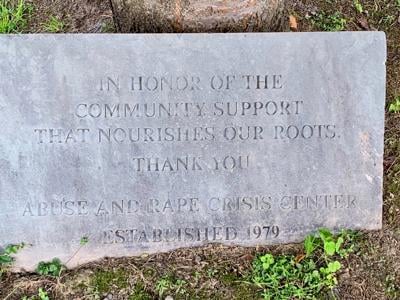 IN HONOR OF THE
COMMUNITY SUPPORT
THAT NOURISHES OUR ROOTS.
THANK YOU
ABUSE AND RAPE CRISIS CENTER
ESTABLISHED 1979